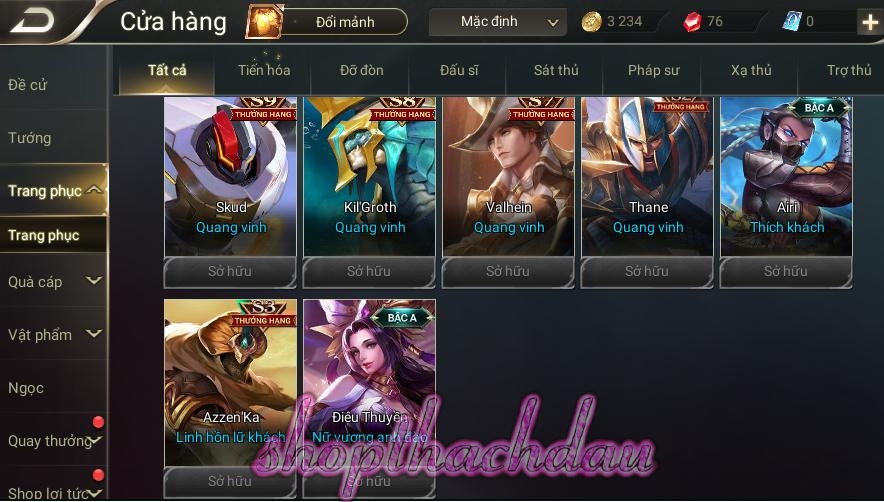 Cửa hàng
Đổi mảnh
Mặc định
3 234
76
0
Đề cử
Tướng
Trang phục
Trang phục
Quà cáp
Vật phẩm
Ngọc
Quay thưởng
Shop lợi tức
Tất cả
Tiến hóa
Đỡ đòn
Đấu sĩ
Sát thủ
Pháp sư
Xạ thủ
Trợ thủ
S9
THƯỞNG HẠNG
Skud
Quang vinh
Sở hữu
S8
THƯỞNG HẠNG
Kil'Groth
Quang vinh
Sở hữu
S7
THƯỞNG HẠNG
Valhein
Quang vinh
Sở hữu
THƯỞNG HẠNG
Thane
Quang vinh
Sở hữu
BẬC A
Airi
Thích khách
Sở hữu
S3
THƯỞNG HẠNG
Azzen'Ka
Linh hồn lữ khách
Sở hữu
BẬC A
Điêu Thuyền
Nữ vương anh đào
Sở hữu
shopthachdau